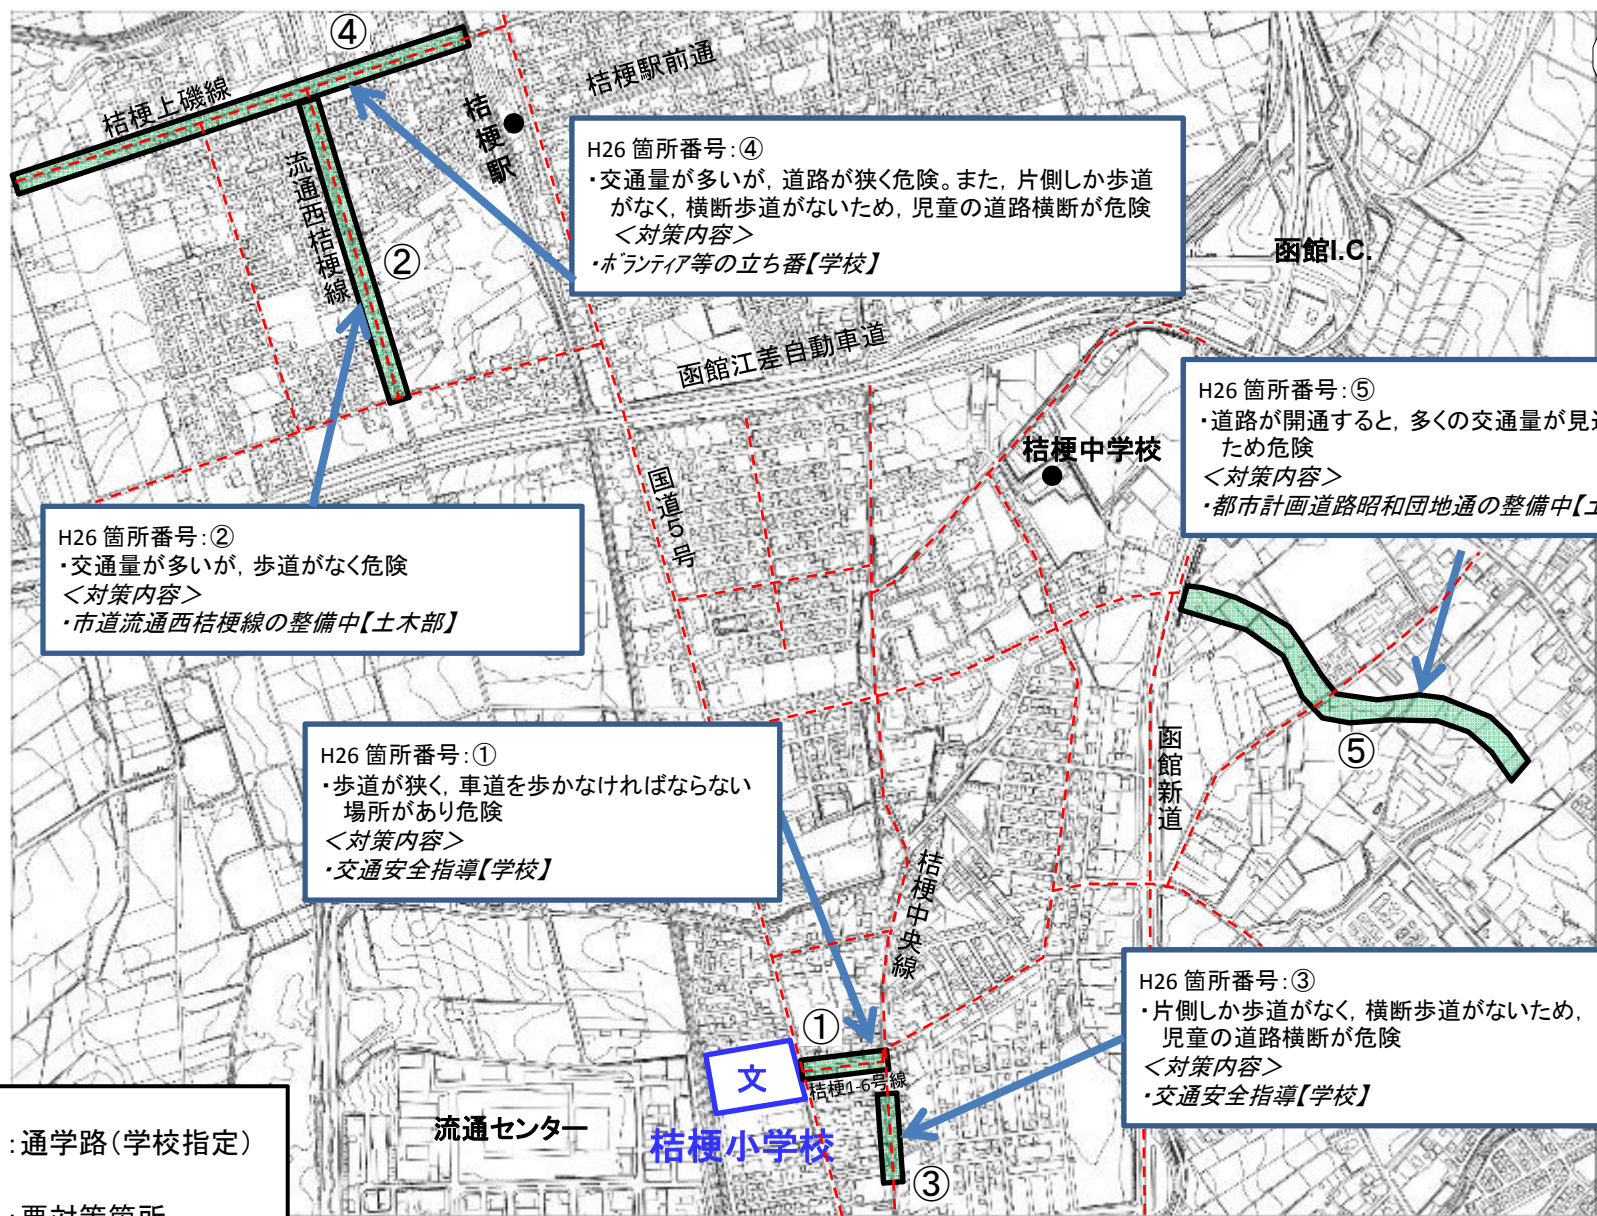 ④
桔梗駅前通
桔梗上磯線
桔梗駅
H26 箇所番号：④
・交通量が多いが，道路が狭く危険。また，片側しか歩道
がなく，横断歩道がないため，児童の道路横断が危険
＜対策内容＞
・ボランティア等の立ち番【学校】
流通西桔梗線
②
函館I.C.
函館江差自動車道
H26 箇所番号：⑤
・道路が開通すると，多くの交通量が見込
ため危険
＜対策内容＞
・都市計画道路昭和団地通の整備中【土
桔梗中学校
国道5号
H26 箇所番号：②
・交通量が多いが，歩道がなく危険
＜対策内容＞
・市道流通西桔梗線の整備中【土木部】
⑤
函館新道
H26 箇所番号：①
・歩道が狭く，車道を歩かなければならない
場所があり危険
＜対策内容＞
・交通安全指導【学校】
桔梗中央線
H26 箇所番号：③
・片側しか歩道がなく，横断歩道がないため，
児童の道路横断が危険
＜対策内容＞
・交通安全指導【学校】
①
文
桔梗1-6号線
桔梗小学校
流通センター
③
：通学路（学校指定）
：要対策箇所